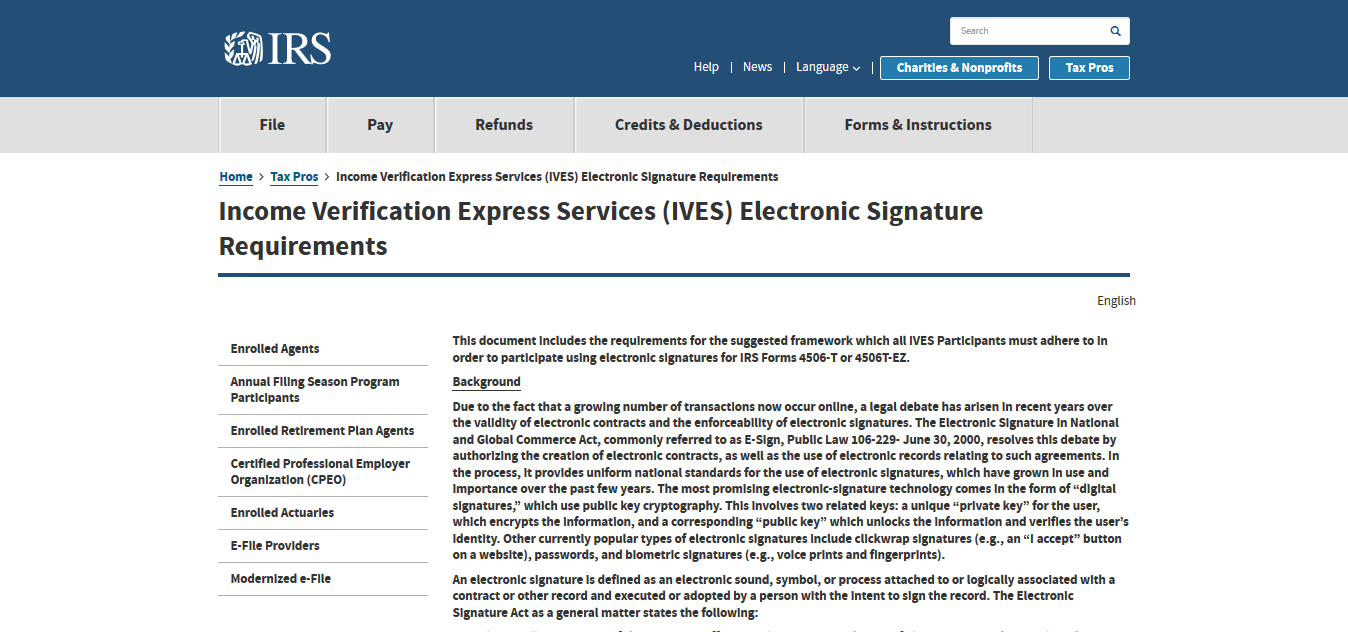 IRS
Search
Help | News | Language | Charities & Nonprofits Tax Pros
File Pay Refunds Credits & Deductions Forms & Instructions
Home > Tax Pros > Income Verification Express Services (IVES) Electronic Signature Requirements
Income Verification Express Services (IVES) Electronic Signature
Requirements
English
Enrolled Agents
Annual Filing Season Program
Participants
Enrolled Retirement Plan Agents
Certified Professional Employer
Organization (CPEO)
Enrolled Actuaries
E-File Providers
Modernized e-File
This document includes the requirements for the suggested framework which all IVES Participants must adhere to in
order to participate using electronic signatures for IRS Forms 4506-T or 4506T-EZ.
Background
Due to the fact that a growing number of transactions now occur online, a legal debate has arisen in recent years over
the validity of electronic contracts and the enforceability of electronic signatures. The Electronic Signature in National
and Global Commerce Act, commonly referred to as E-Sign, Public Law 106-229- June 30, 2000, resolves this debate by
authorizing the creation of electronic contracts, as well as the use of electronic records relating to such agreements. In
the process, it provides uniform national standards for the use of electronic signatures, which have grown in use and
importance over the past few years. The most promising electronic-signature technology comes in the form of “digital
signatures,” which use public key cryptography. This involves two related keys: a unique “private key” for the user,
which encrypts the information, and a corresponding “public key” which unlocks the information and verifies the user’s
identity. Other currently popular types of electronic signatures include clickwrap signatures (e.g., an “I accept” button
on a website), passwords, and biometric signatures (e.g., voice prints and fingerprints).
An electronic signature is defined as an electronic sound, symbol, or process attached to or logically associated with a
contract or other record and executed or adopted by a person with the intent to sign the record. The Electronic
Signature Act as a general matter states the following: